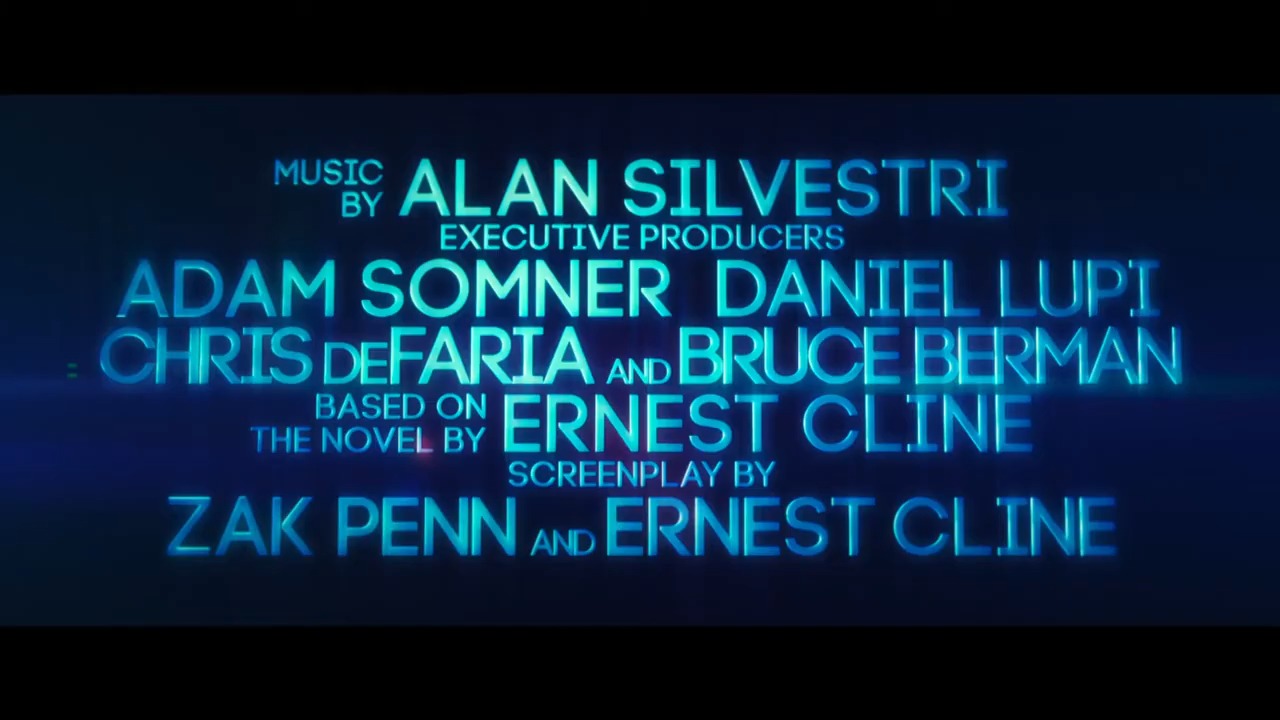 MUSIC BY ALAN SILVESTRI
EXECUTIVE PRODUCERS
ADAM SOMNER DANIEL LUPI
CHRIS DEFARIA AND BRUCE BERMAN
BASED ON THE NOVEL BY ERNEST CLINE
SCREENPLAY BY
ZAK PENN AND ERNEST CLINE